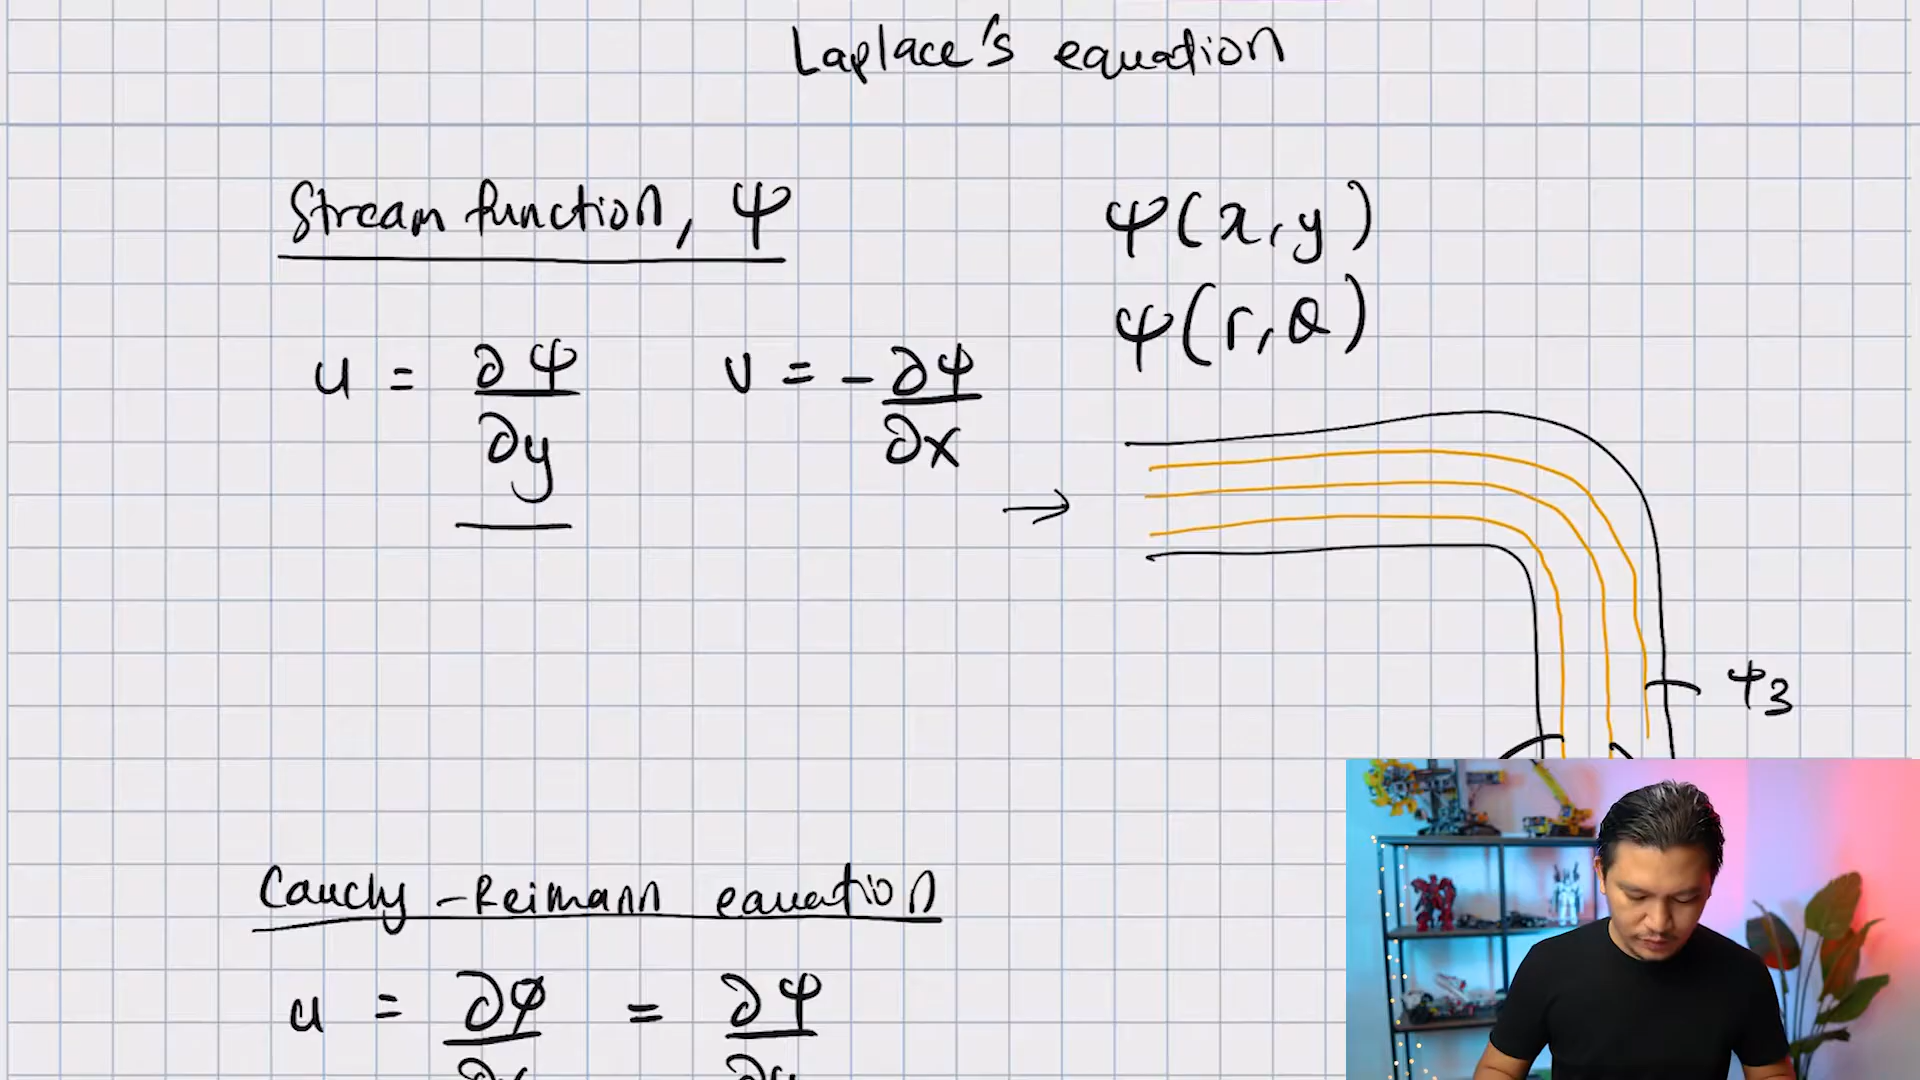 Laplace's equation
Stream function, ψ
ψ(x,y)
ψ(r,θ)
u = ∂ψ/∂y v = -∂ψ/∂x
→
ψ3
Cauchy-Reimann equation
u = ∂φ/∂x = ∂ψ/∂y